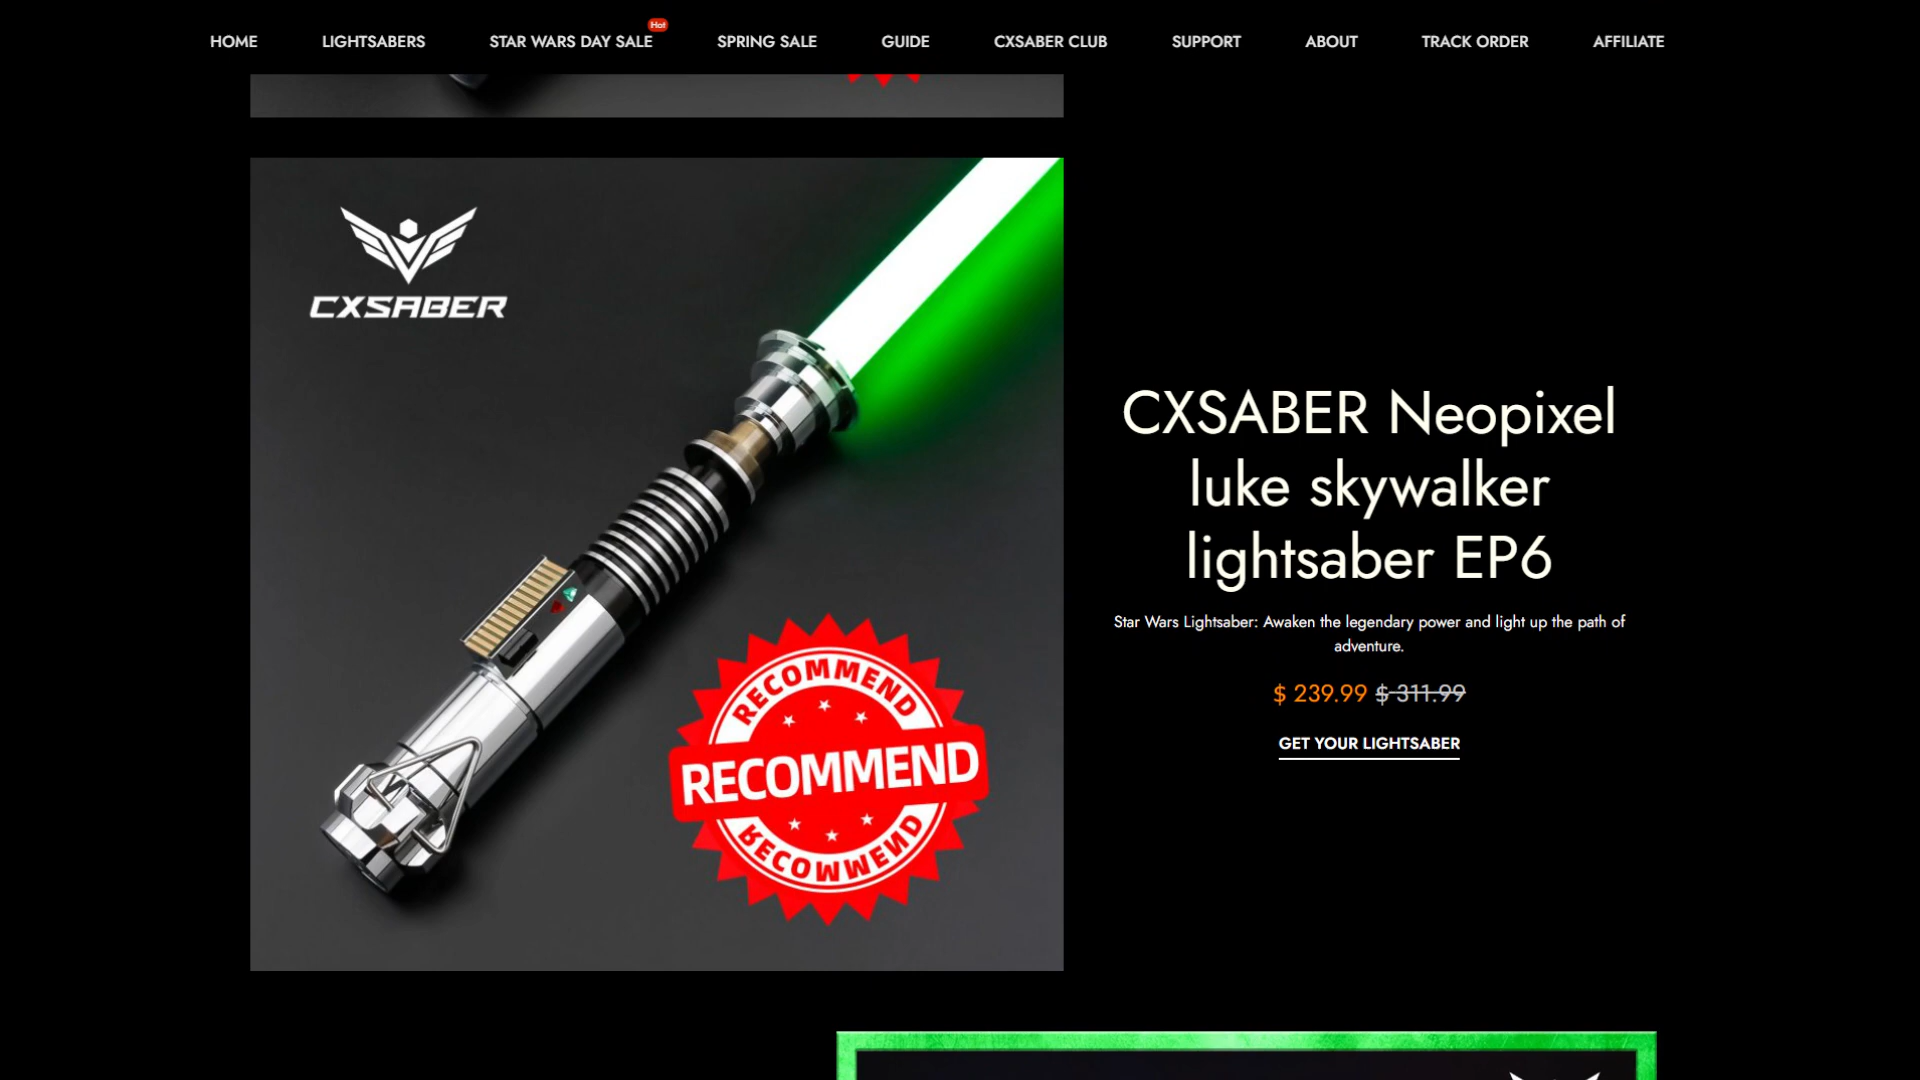 HOME LIGHTSABERS STAR WARS DAY SALE Hot SPRING SALE GUIDE CXSABER CLUB SUPPORT ABOUT TRACK ORDER AFFILIATE
CXSABER
RECOMMEND
RECOMMEND
RECOMMEND
CXSABER Neopixel
luke skywalker
lightsaber EP6
Star Wars Lightsaber: Awaken the legendary power and light up the path of
adventure.
$ 239.99 $ 311.99
GET YOUR LIGHTSABER